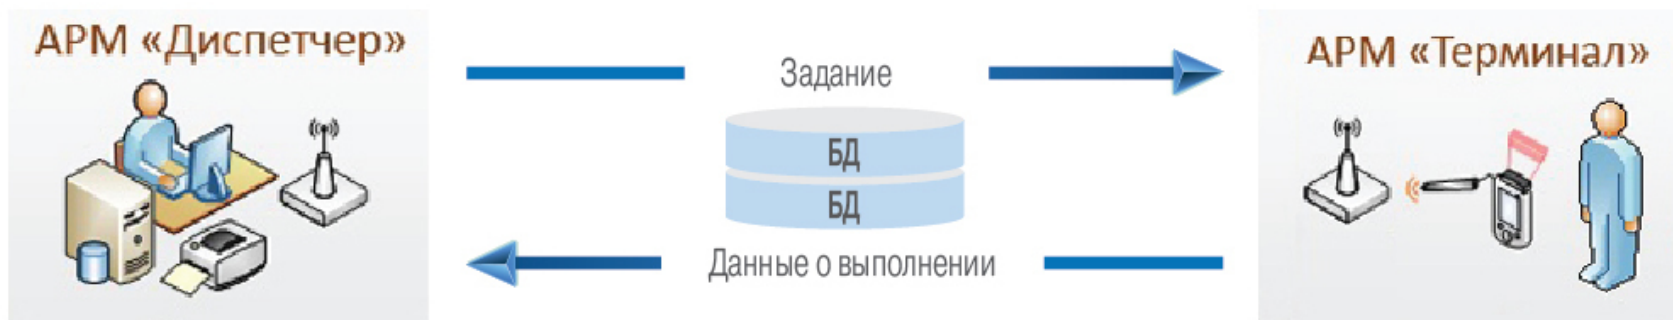 АРМ «Диспетчер»
Задание
БД
БД
Данные о выполнении
АРМ «Терминал»